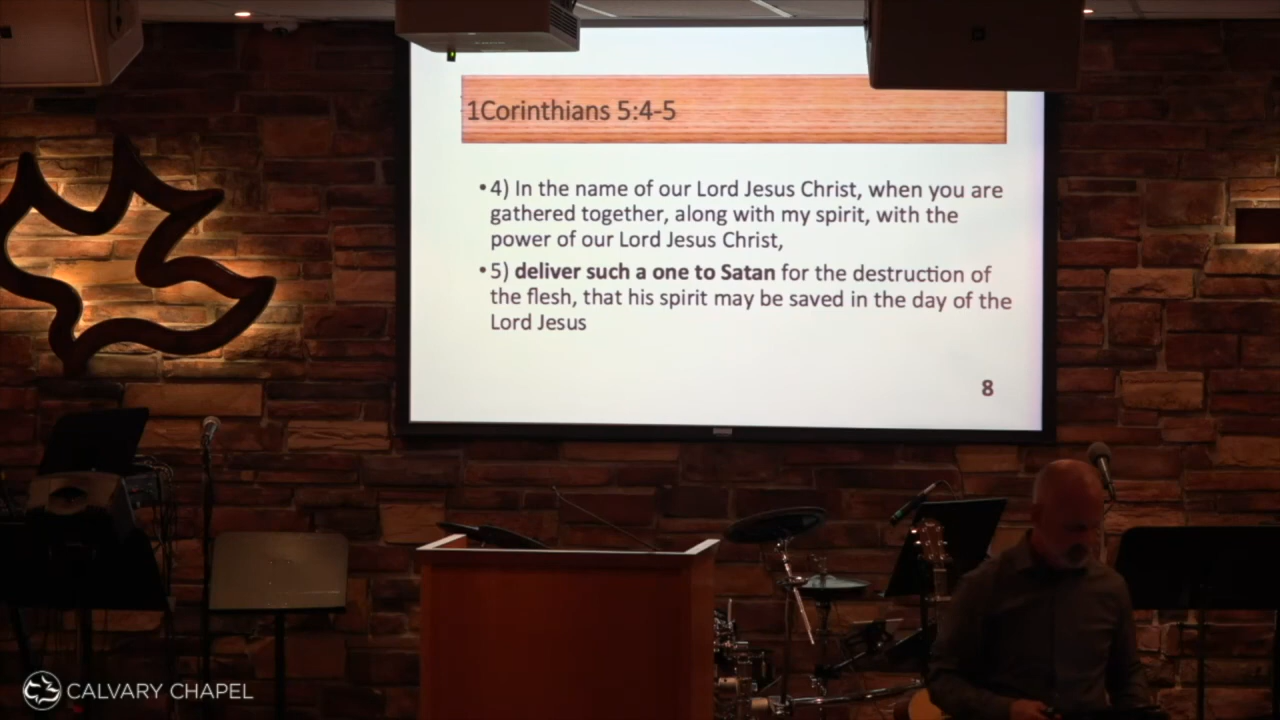 1Corinthians 5:4-5
•4) In the name of our Lord Jesus Christ, when you are
gathered together, along with my spirit, with the
power of our Lord Jesus Christ,
•5) deliver such a one to Satan for the destruction of
the flesh, that his spirit may be saved in the day of the
Lord Jesus
8
CALVARY CHAPEL